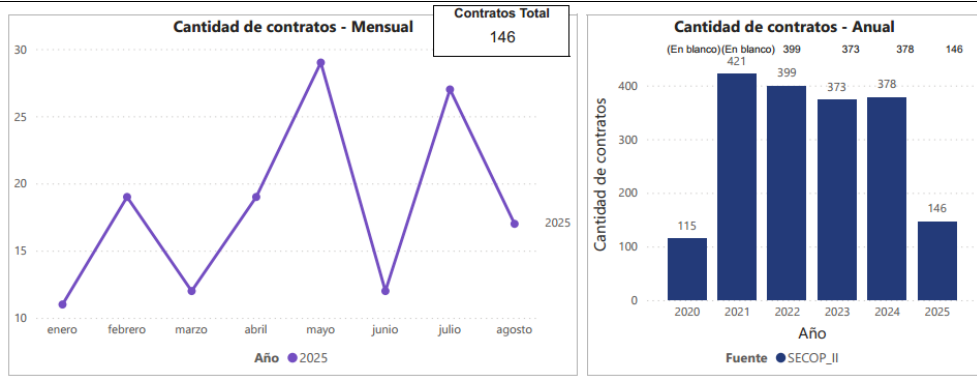 Cantidad de contratos - Mensual
Contratos Total
146
30
25
20
15
10
enero febrero marzo abril mayo junio julio agosto
2025
Año 2025
Cantidad de contratos - Anual
(En blanco) (En blanco) 399 373 378 146
Cantidad de contratos
400
300
200
100
0
115 421 399 373 378 146
2020 2021 2022 2023 2024 2025
Año
Fuente SECOP_II